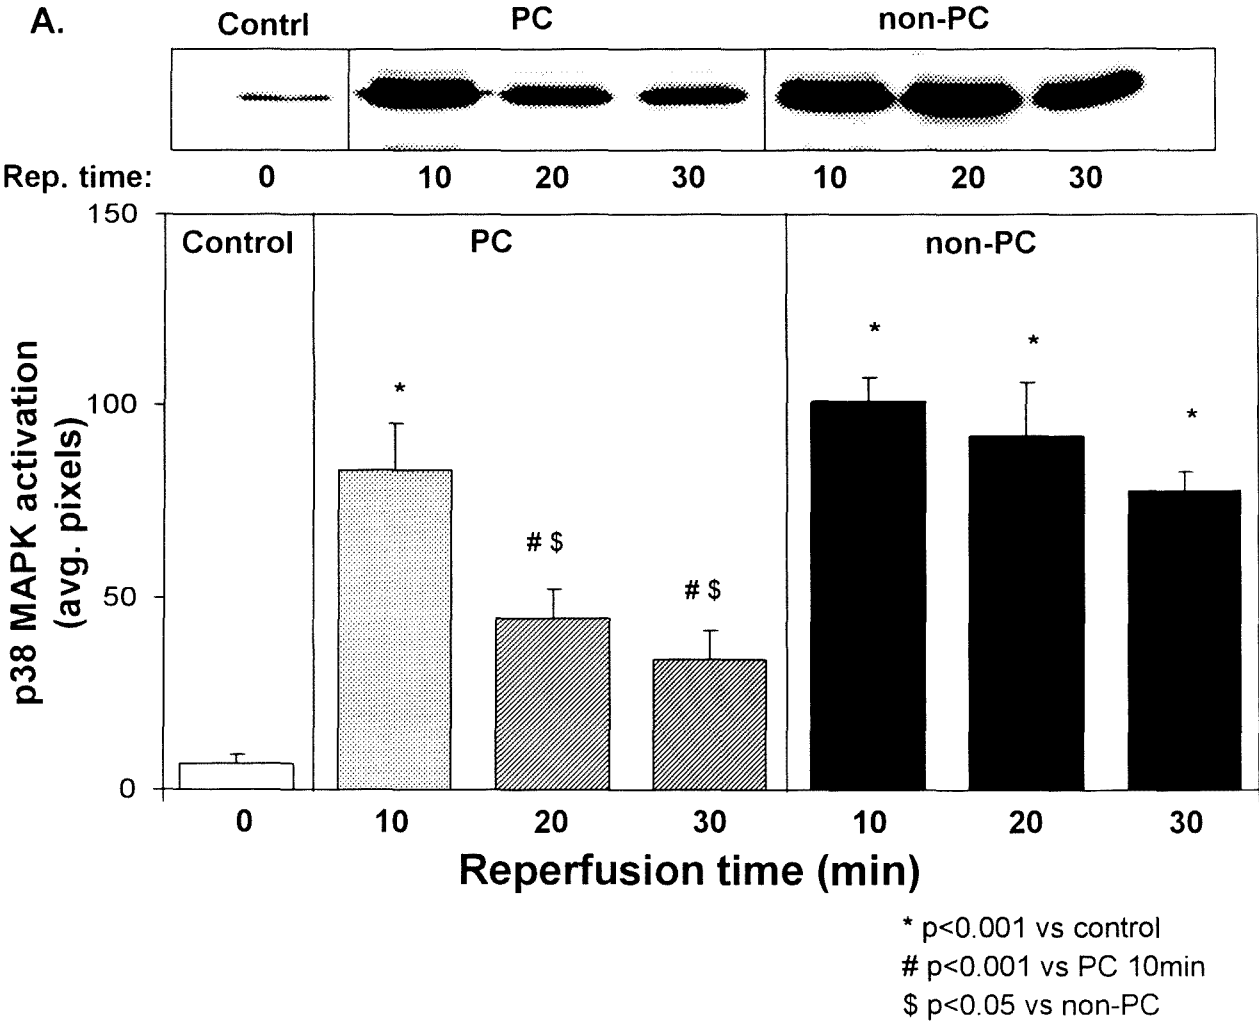 A.
Contrl PC non-PC
Rep. time: 0 10 20 30 10 20 30
150
Control PC non-PC
* *
* *
100
# $
# $
50
0
p38 MAPK activation
(avg. pixels)
0 10 20 30 10 20 30
Reperfusion time (min)
* p<0.001 vs control
# p<0.001 vs PC 10min
$ p<0.05 vs non-PC